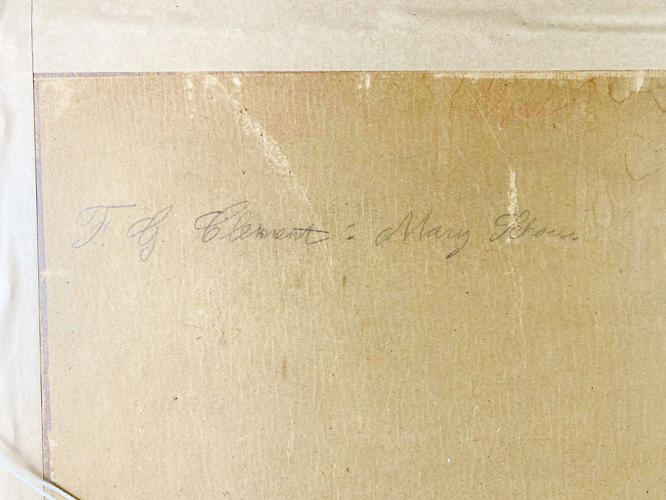 F. G. Clement : Mary